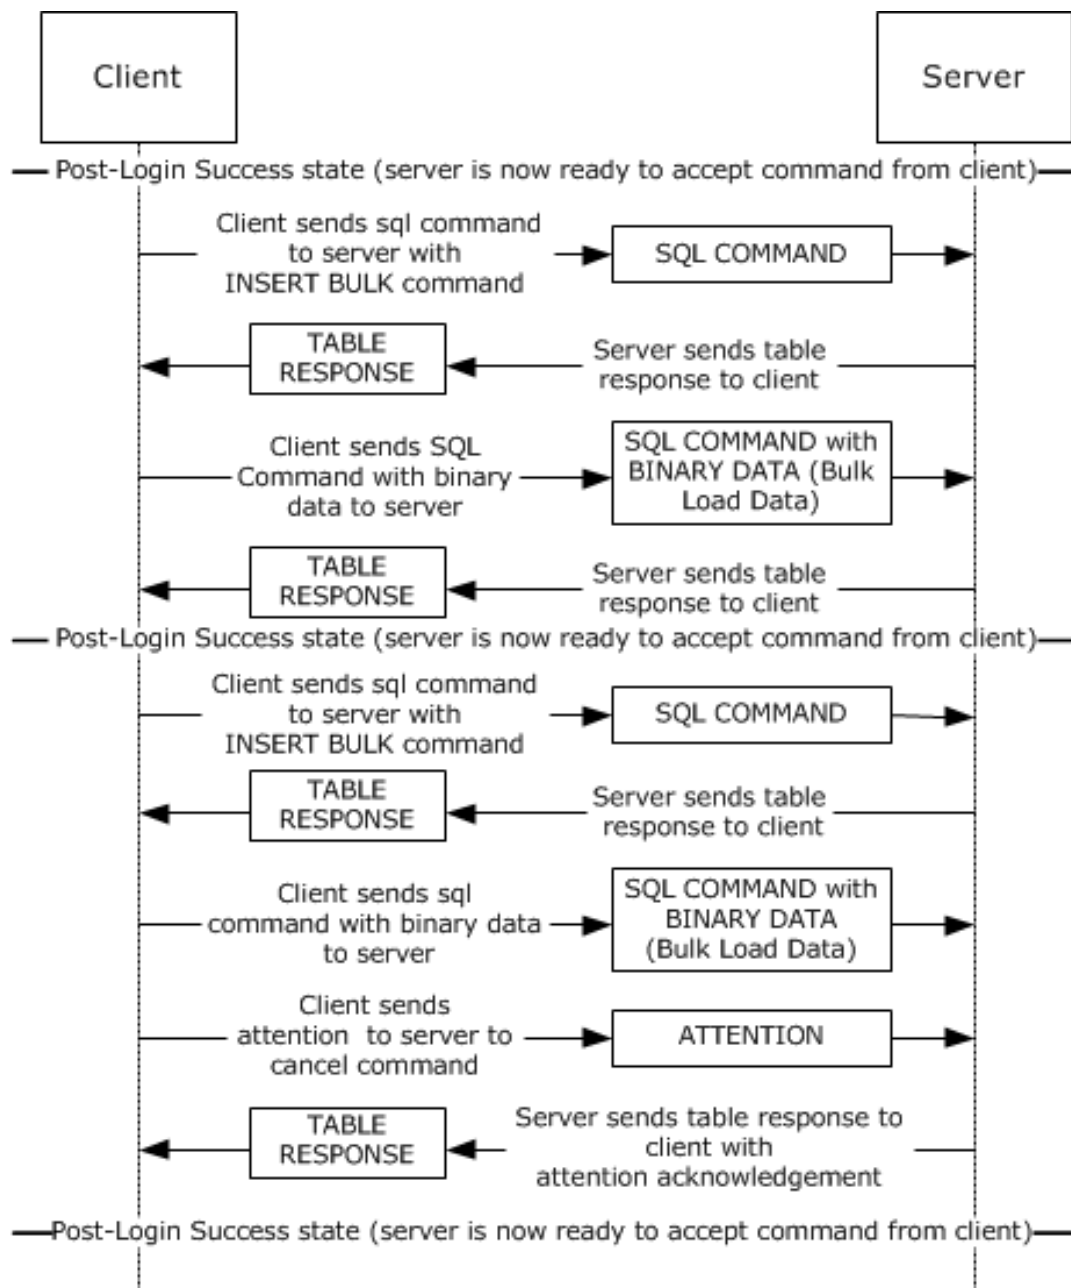 Client
Server
Post-Login Success state (server is now ready to accept command from client)
Client sends sql command
to server with
INSERT BULK command
SQL COMMAND
TABLE
RESPONSE
Server sends table
response to client
Client sends SQL
Command with binary
data to server
SQL COMMAND with
BINARY DATA (Bulk
Load Data)
TABLE
RESPONSE
Server sends table
response to client
Post-Login Success state (server is now ready to accept command from client)
Client sends sql command
to server with
INSERT BULK command
SQL COMMAND
TABLE
RESPONSE
Server sends table
response to client
Client sends sql
command with binary data
to server
SQL COMMAND with
BINARY DATA
(Bulk Load Data)
Client sends
attention  to server to
cancel command
ATTENTION
TABLE
RESPONSE
Server sends table response to
client with
attention acknowledgement
Post-Login Success state (server is now ready to accept command from client)